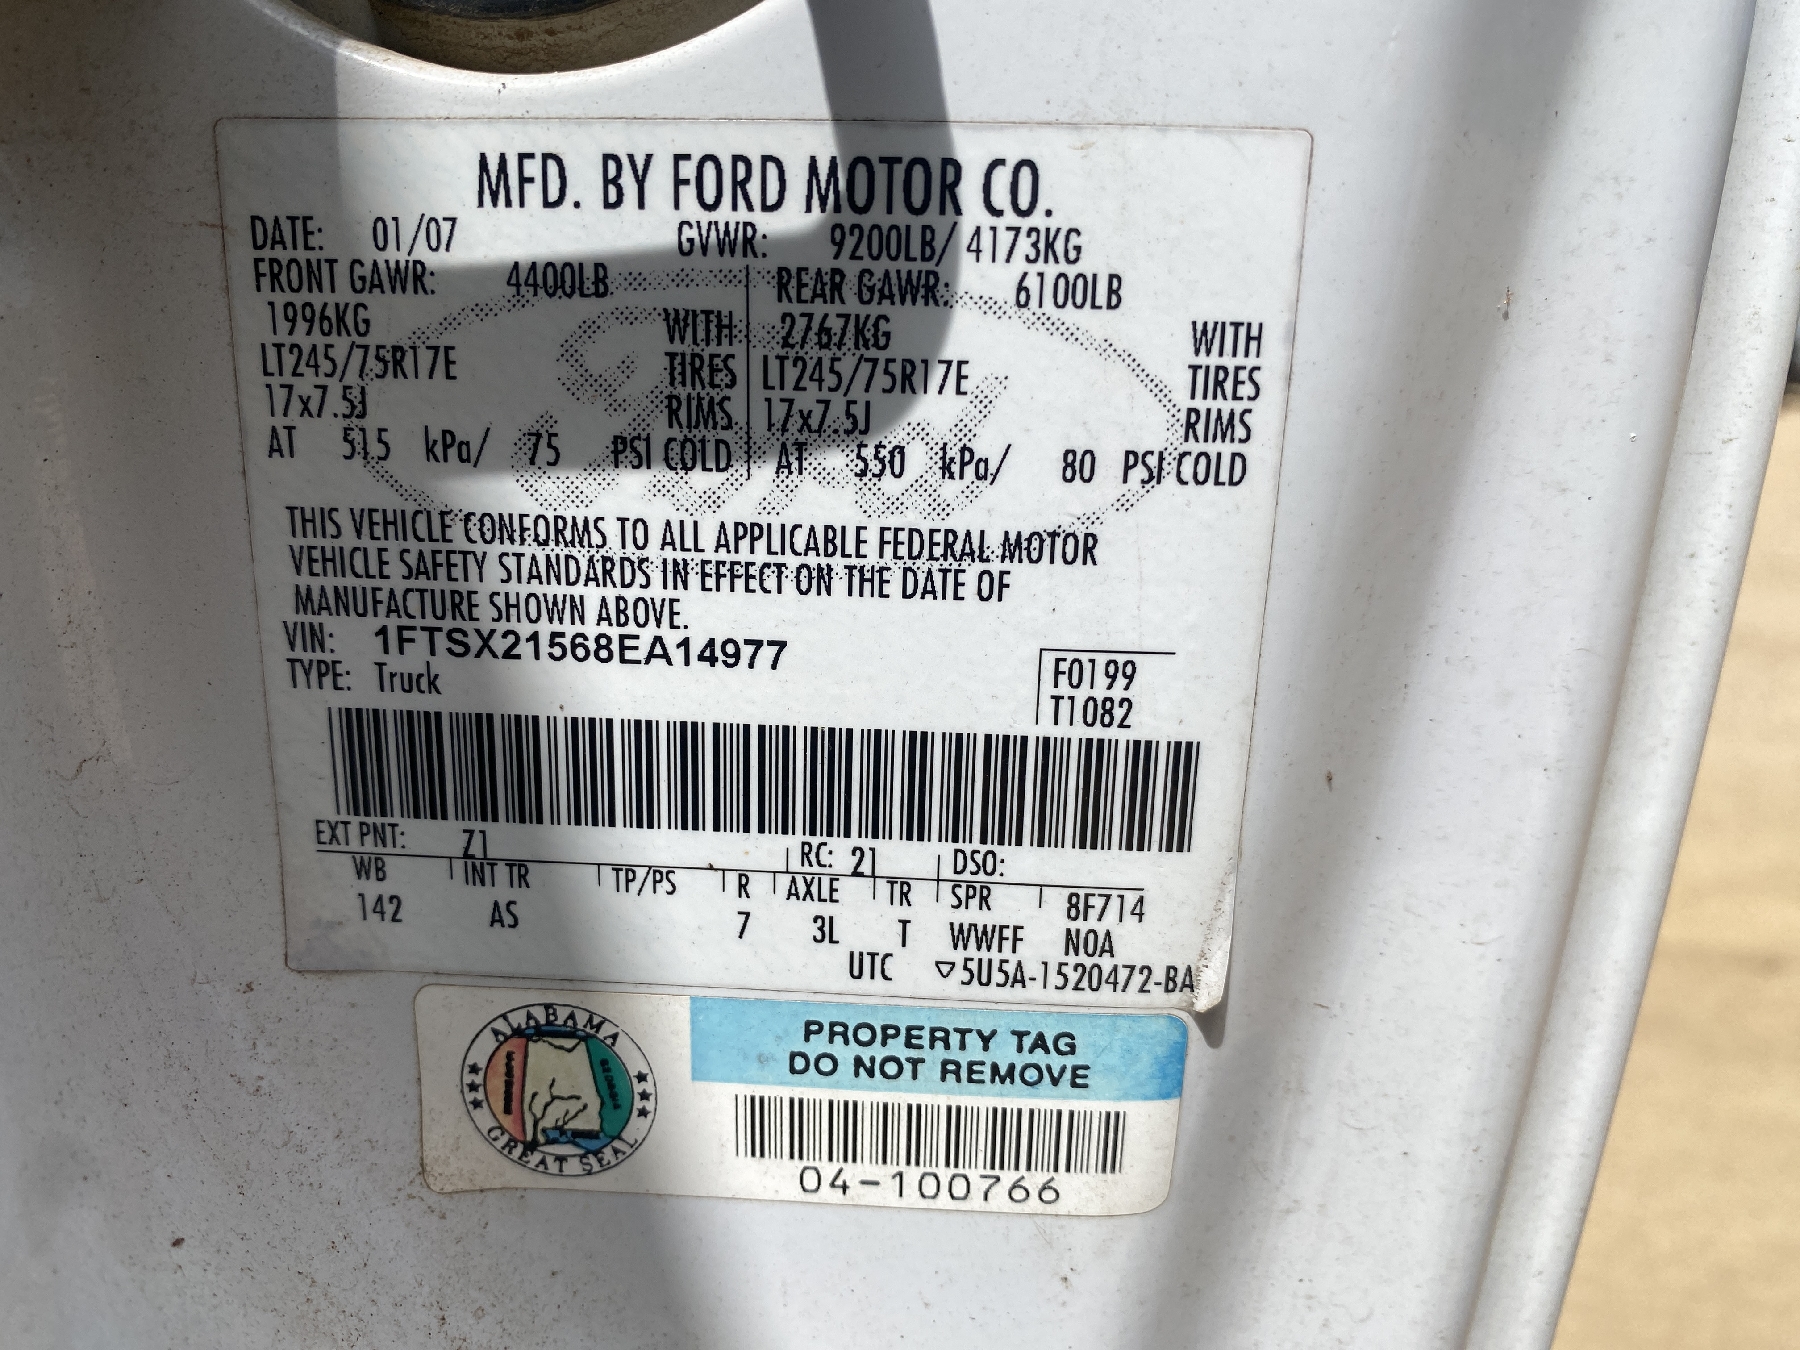 MFD. BY FORD MOTOR CO.
DATE: 01/07 GVWR: 9200LB/ 4173KG
FRONT GAWR: 4400LB REAR GAWR: 6100LB
1996KG WITH 2767KG WITH
LT245/75R17E TIRES LT245/75R17E TIRES
17x7.5J RIMS 17x7.5J RIMS
AT 515 kPa/ 75 PSI COLD AT 550 kPa/ 80 PSI COLD
THIS VEHICLE CONFORMS TO ALL APPLICABLE FEDERAL MOTOR
VEHICLE SAFETY STANDARDS IN EFFECT ON THE DATE OF
MANUFACTURE SHOWN ABOVE.
VIN: 1FTSX21568EA14977
TYPE: Truck
F0199
T1082
EXT PNT: Z1 RC: 21 DSO:
WB INT TR TP/PS R AXLE TR SPR 8F714
142 AS 7 3L T WWFF NOA
UTC ▽5U5A-1520472-BA
ALABAMA
GREAT SEAL
PROPERTY TAG
DO NOT REMOVE
04-100766